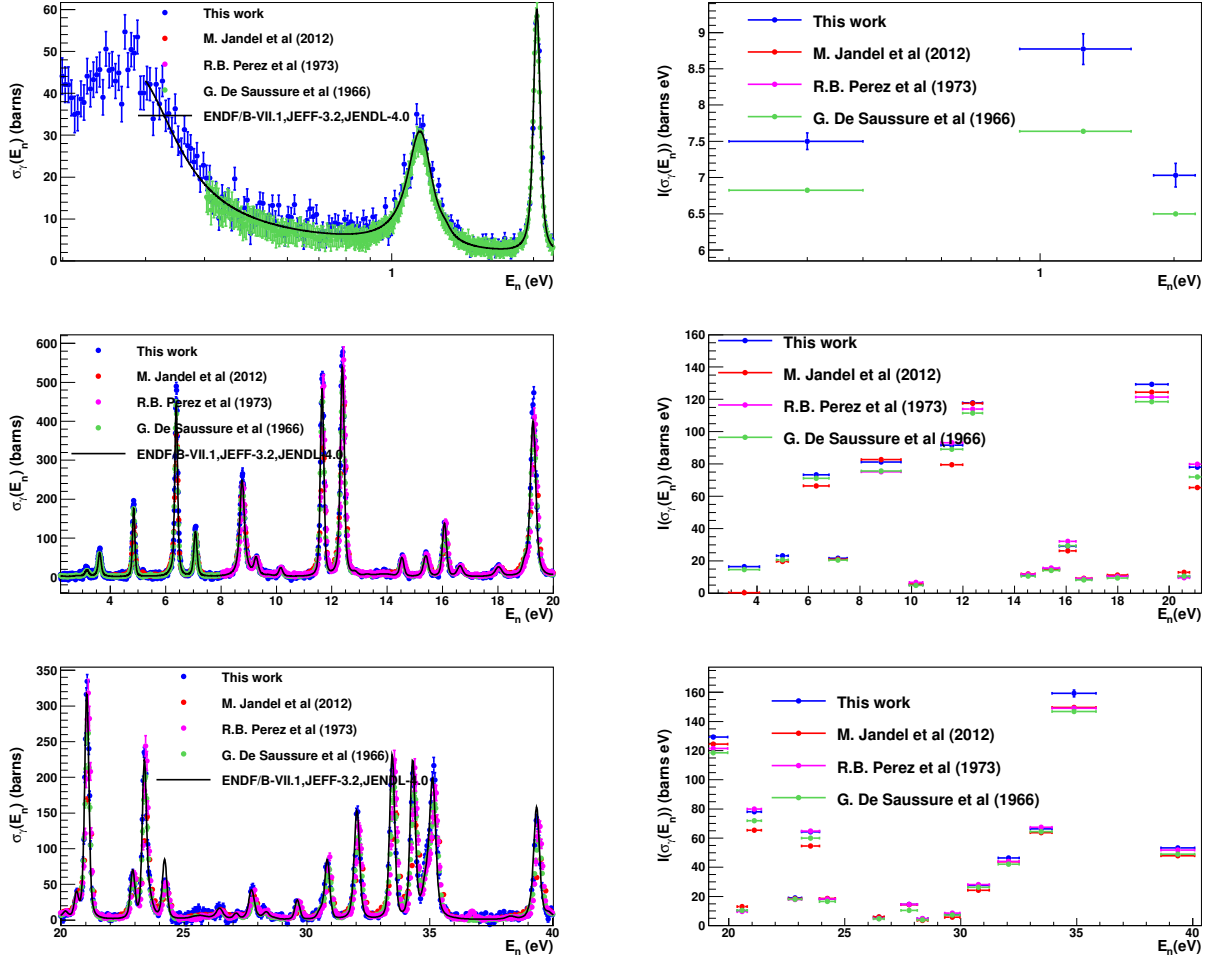 60
50
40
30
20
10
0
σγ(En) (barns)
This work
M. Jandel et al (2012)
R.B. Perez et al (1973)
G. De Saussure et al (1966)
ENDF/B-VII.1,JEFF-3.2,JENDL-4.0
1
En (eV)
9
8.5
8
7.5
7
6.5
6
I(σγ(En)) (barns eV)
This work
M. Jandel et al (2012)
R.B. Perez et al (1973)
G. De Saussure et al (1966)
1
En(eV)
600
500
400
300
200
100
0
σγ(En) (barns)
This work
M. Jandel et al (2012)
R.B. Perez et al (1973)
G. De Saussure et al (1966)
ENDF/B-VII.1,JEFF-3.2,JENDL-4.0
4 6 8 10 12 14 16 18 20
En (eV)
160
140
120
100
80
60
40
20
0
I(σγ(En)) (barns eV)
This work
M. Jandel et al (2012)
R.B. Perez et al (1973)
G. De Saussure et al (1966)
4 6 8 10 12 14 16 18 20
En(eV)
350
300
250
200
150
100
50
0
σγ(En) (barns)
This work
M. Jandel et al (2012)
R.B. Perez et al (1973)
G. De Saussure et al (1966)
ENDF/B-VII.1,JEFF-3.2,JENDL-4.0
20 25 30 35 40
En (eV)
160
140
120
100
80
60
40
20
0
I(σγ(En)) (barns eV)
This work
M. Jandel et al (2012)
R.B. Perez et al (1973)
G. De Saussure et al (1966)
20 25 30 35 40
En(eV)